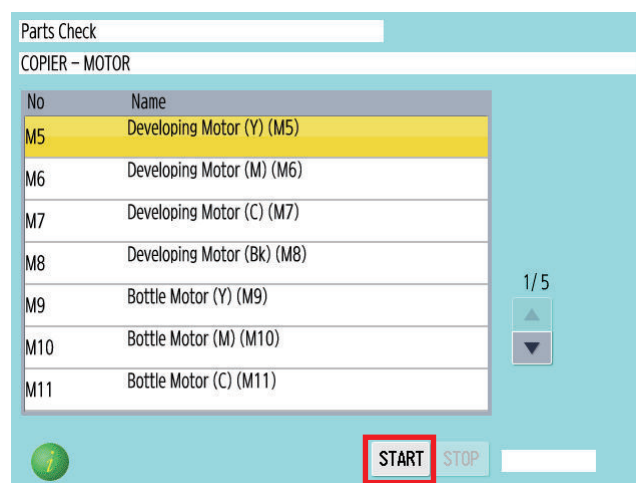 Parts Check
COPIER – MOTOR
No Name
M5 Developing Motor (Y) (M5)
M6 Developing Motor (M) (M6)
M7 Developing Motor (C) (M7)
M8 Developing Motor (Bk) (M8)
M9 Bottle Motor (Y) (M9)
M10 Bottle Motor (M) (M10)
M11 Bottle Motor (C) (M11)
1/5
i
START STOP